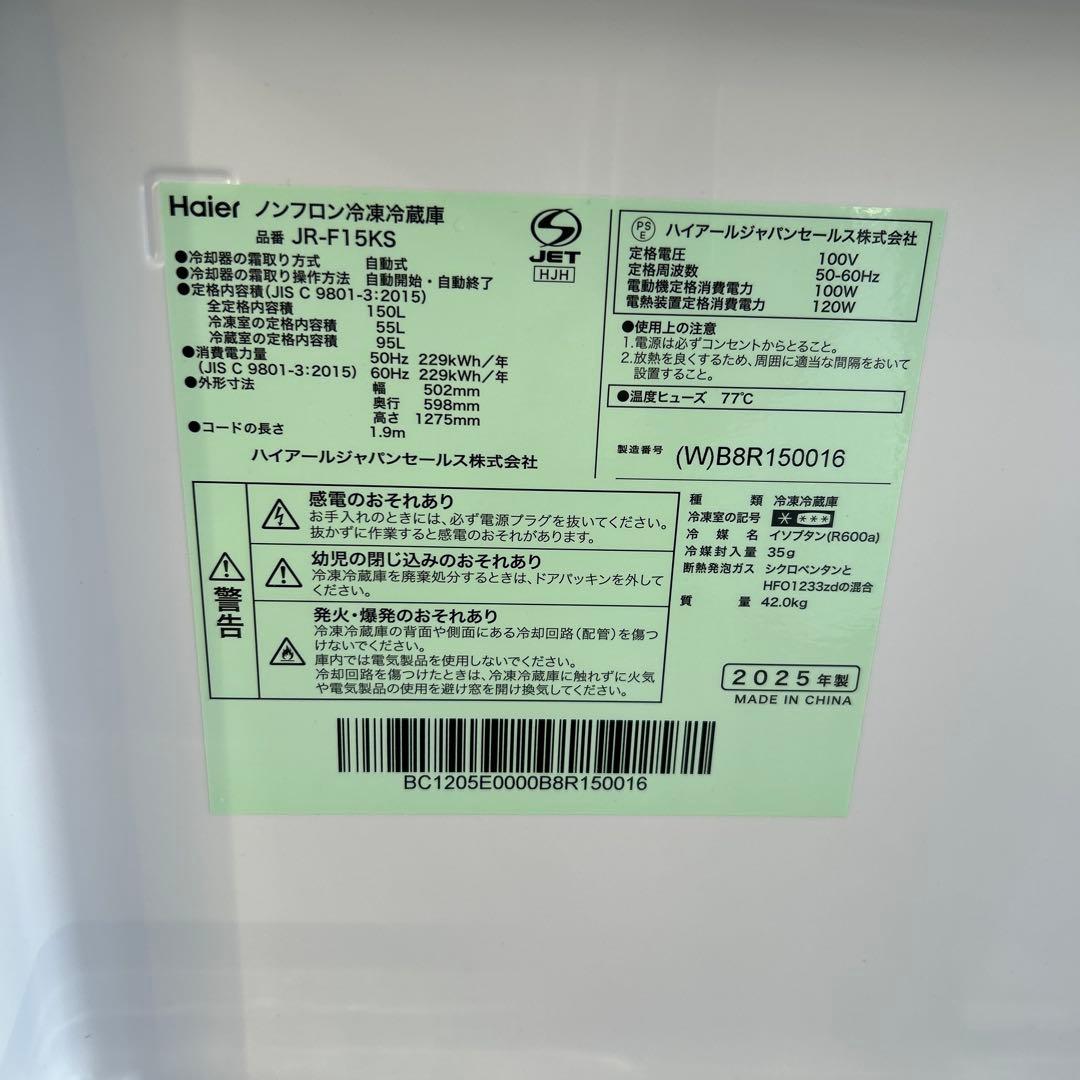 Haier ノンフロン冷凍冷蔵庫
品番 JR-F15KS
JET
HJH
●冷却器の霜取り方式 自動式
●冷却器の霜取り操作方法 自動開始・自動終了
●定格内容積(JIS C 9801-3:2015)
全定格内容積 150L
冷凍室の定格内容積 55L
冷蔵室の定格内容積 95L
●消費電力量 50Hz 229kWh/年
(JIS C 9801-3:2015) 60Hz 229kWh/年
●外形寸法 幅 502mm
奥行 598mm
高さ 1275mm
●コードの長さ 1.9m
ハイアールジャパンセールス株式会社
PSE ハイアールジャパンセールス株式会社
定格電圧 100V
定格周波数 50-60Hz
電動機定格消費電力 100W
電熱装置定格消費電力 120W
●使用上の注意
1.電源は必ずコンセントからとること。
2.放熱を良くするため、周囲に適当な間隔をおいて
設置すること。
●温度ヒューズ 77℃
製造番号 (W)B8R150016
警告
感電のおそれあり
お手入れのときには、必ず電源プラグを抜いてください。
抜かずに作業すると感電のおそれがあります。
幼児の閉じ込みのおそれあり
冷凍冷蔵庫を廃棄処分するときは、ドアパッキンを外して
ください。
発火・爆発のおそれあり
冷凍冷蔵庫の背面や側面にある冷却回路(配管)を傷つ
けないでください。
庫内では電気製品を使用しないでください。
冷却回路を傷つけたときは、冷凍冷蔵庫に触れずに火気
や電気製品の使用を避け窓を開け換気してください。
種類 冷凍冷蔵庫
冷凍室の記号 * ***
冷媒名 イソブタン(R600a)
冷媒封入量 35g
断熱発泡ガス シクロペンタンと
HFO1233zdの混合
質量 42.0kg
2025年製
MADE IN CHINA
BC1205E0000B8R150016